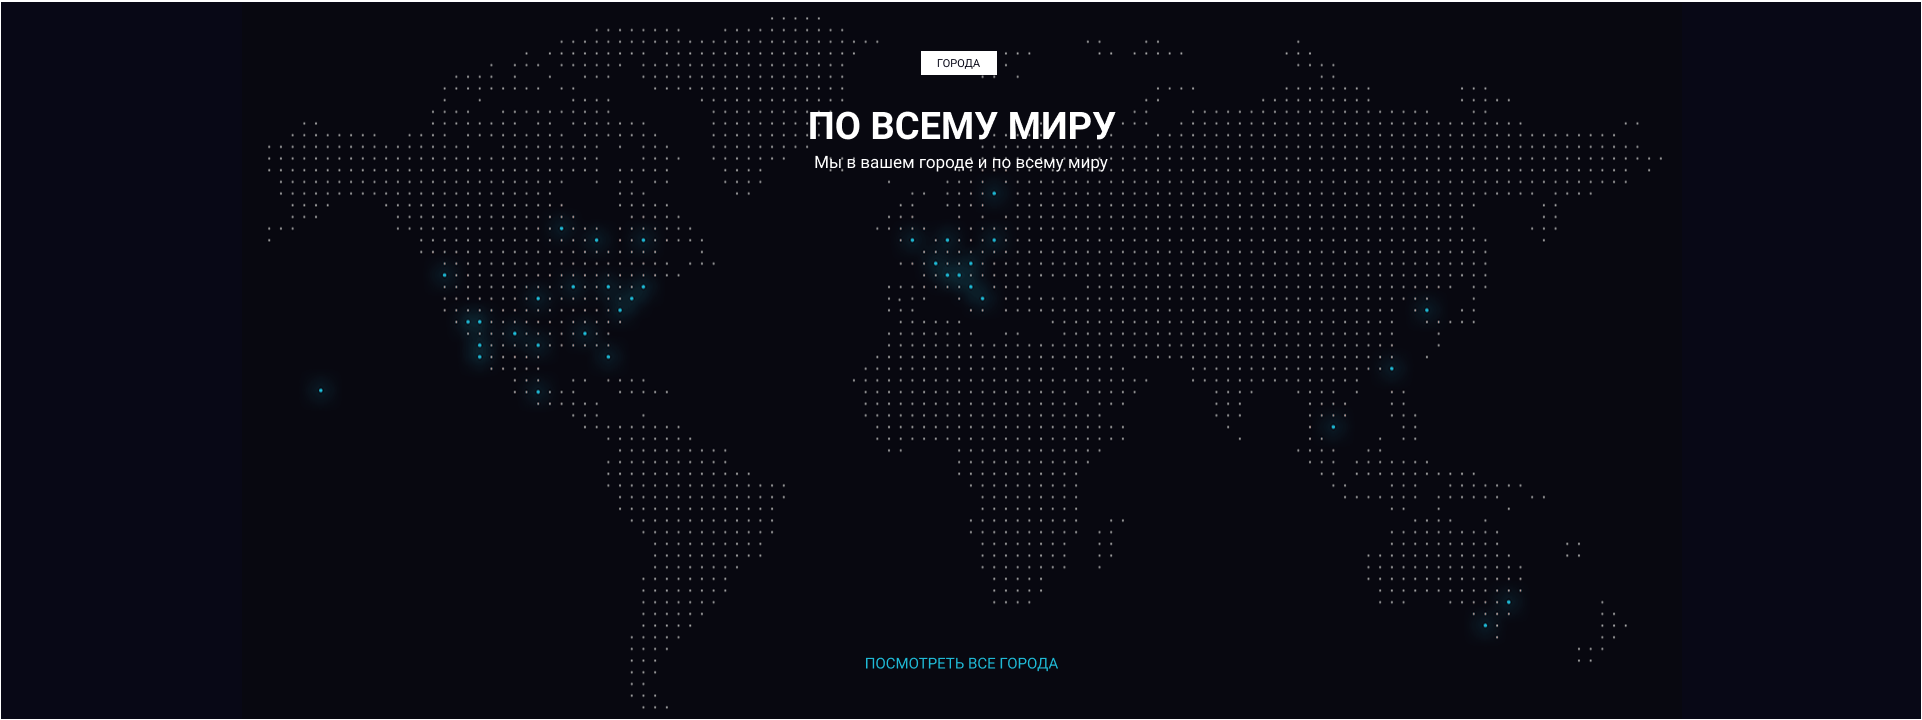 ГОРОДА
ПО ВСЕМУ МИРУ
Мы в вашем городе и по всему миру
ПОСМОТРЕТЬ ВСЕ ГОРОДА